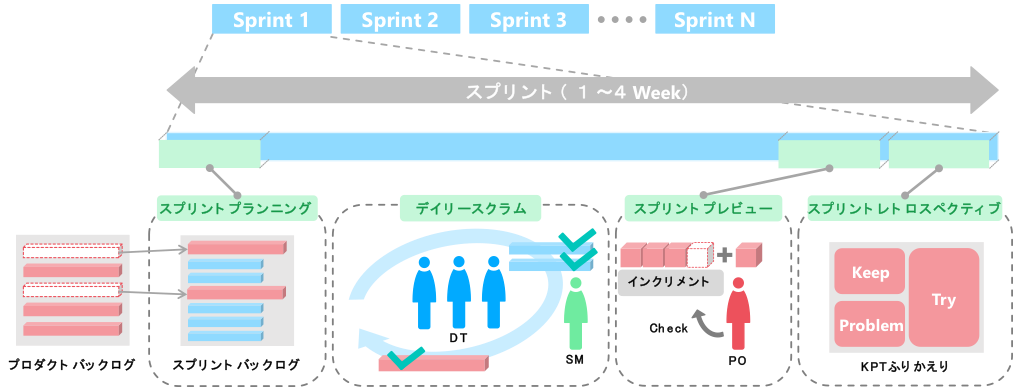 Sprint 1
Sprint 2
Sprint 3
Sprint N
スプリント（１～４Week）
スプリントプランニング
デイリースクラム
スプリントプレビュー
スプリントレトロスペクティブ
プロダクトバックログ
スプリントバックログ
DT
SM
インクリメント
Check
PO
Keep
Problem
Try
KPTふりかえり